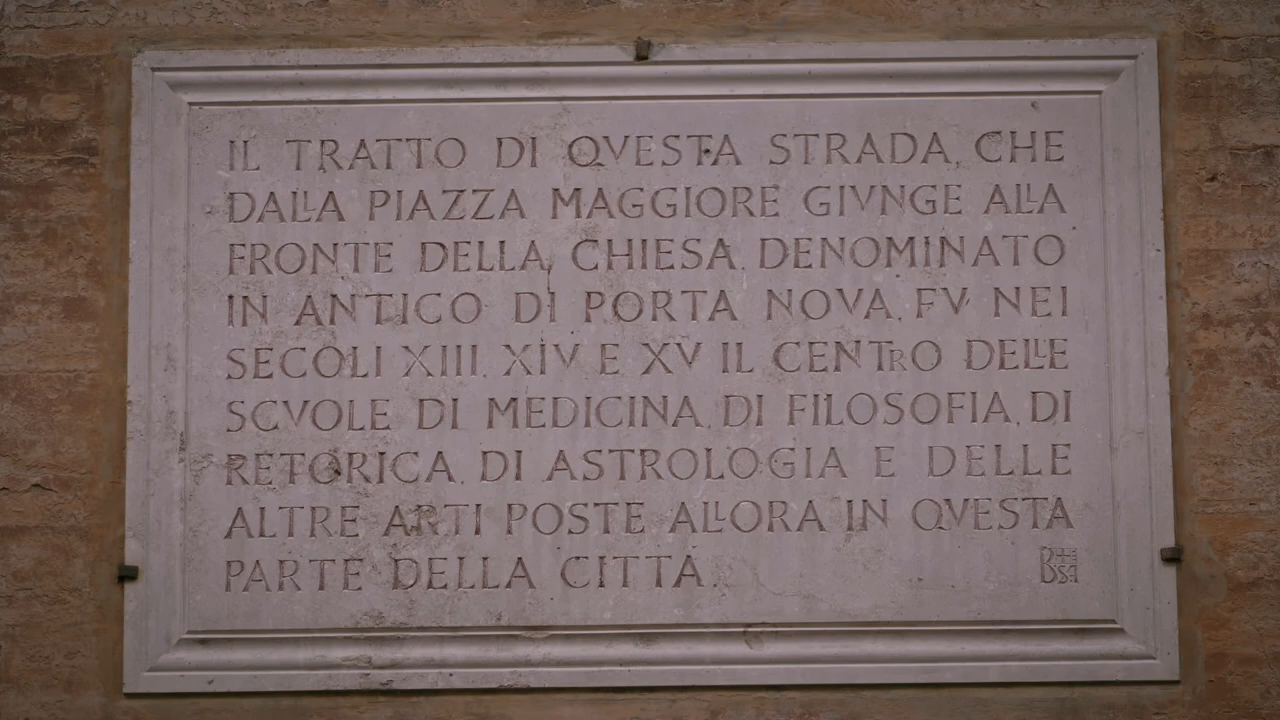 IL TRATTO DI QVESTA STRADA, CHE
DALLA PIAZZA MAGGIORE GIVNGE ALLA
FRONTE DELLA CHIESA, DENOMINATO
IN ANTICO DI PORTA NOVA, FV NEI
SECOLI XIII, XIV E XV IL CENTRO DELLE
SCVOLE DI MEDICINA, DI FILOSOFIA, DI
RETORICA, DI ASTROLOGIA E DELLE
ALTRE ARTI POSTE ALLORA IN QVESTA
PARTE DELLA CITTÀ.